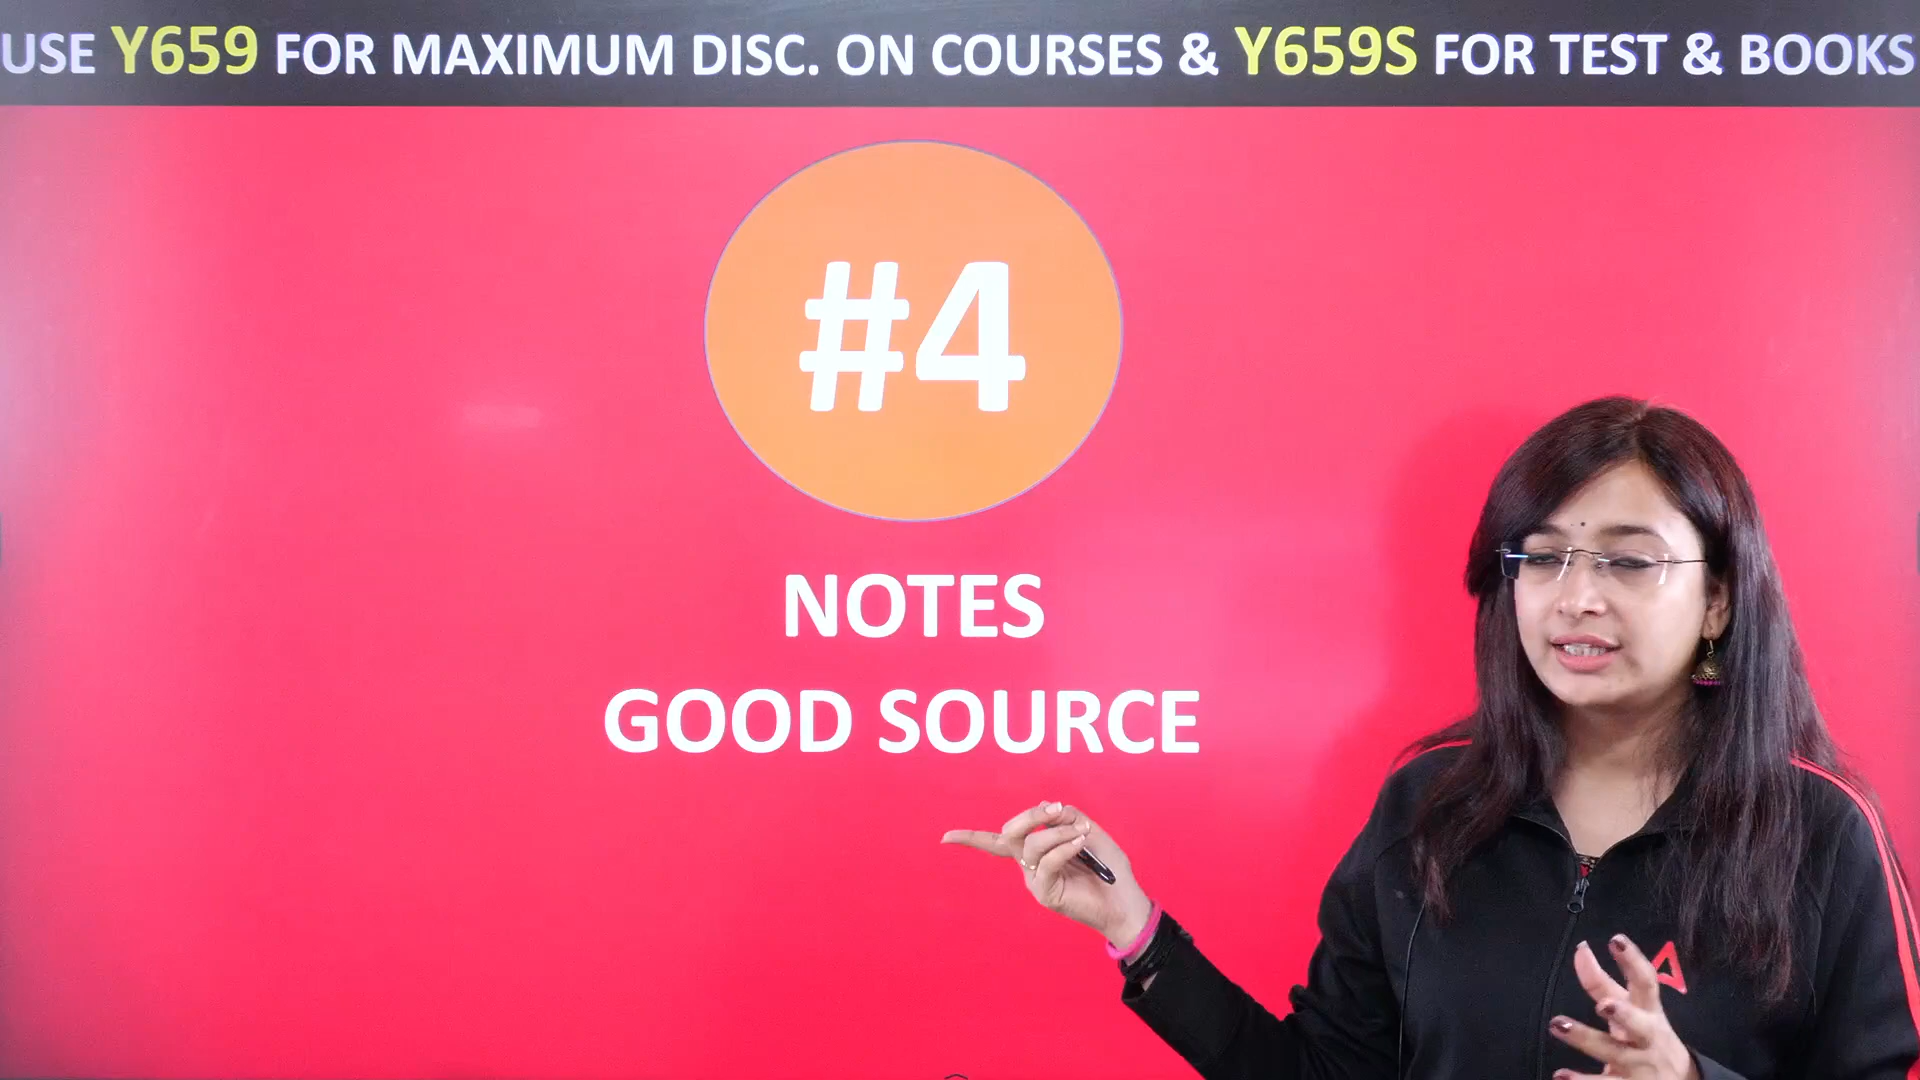 USE Y659 FOR MAXIMUM DISC. ON COURSES & Y659S FOR TEST & BOOKS
#4
NOTES
GOOD SOURCE